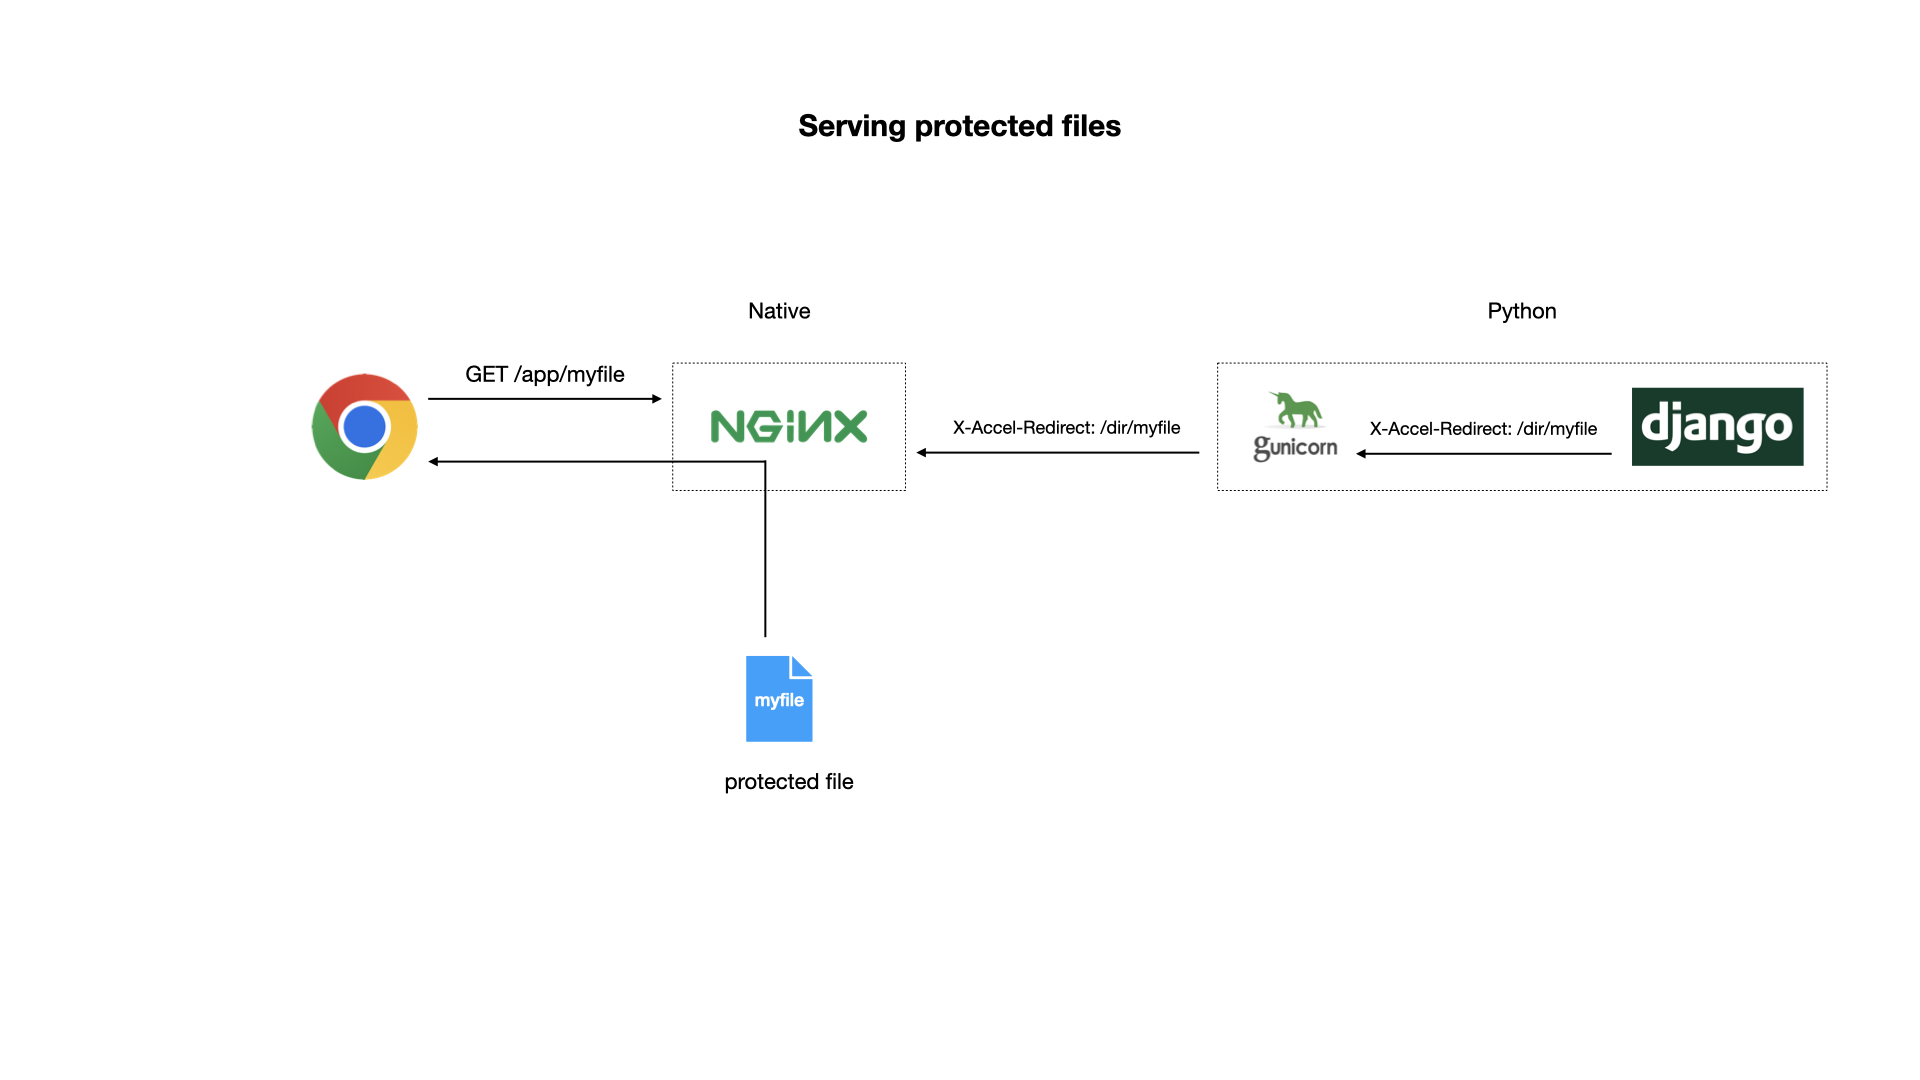 Serving protected files
Native
Python
GET /app/myfile
NGINX
X-Accel-Redirect: /dir/myfile
gunicorn
X-Accel-Redirect: /dir/myfile
django
myfile
protected file